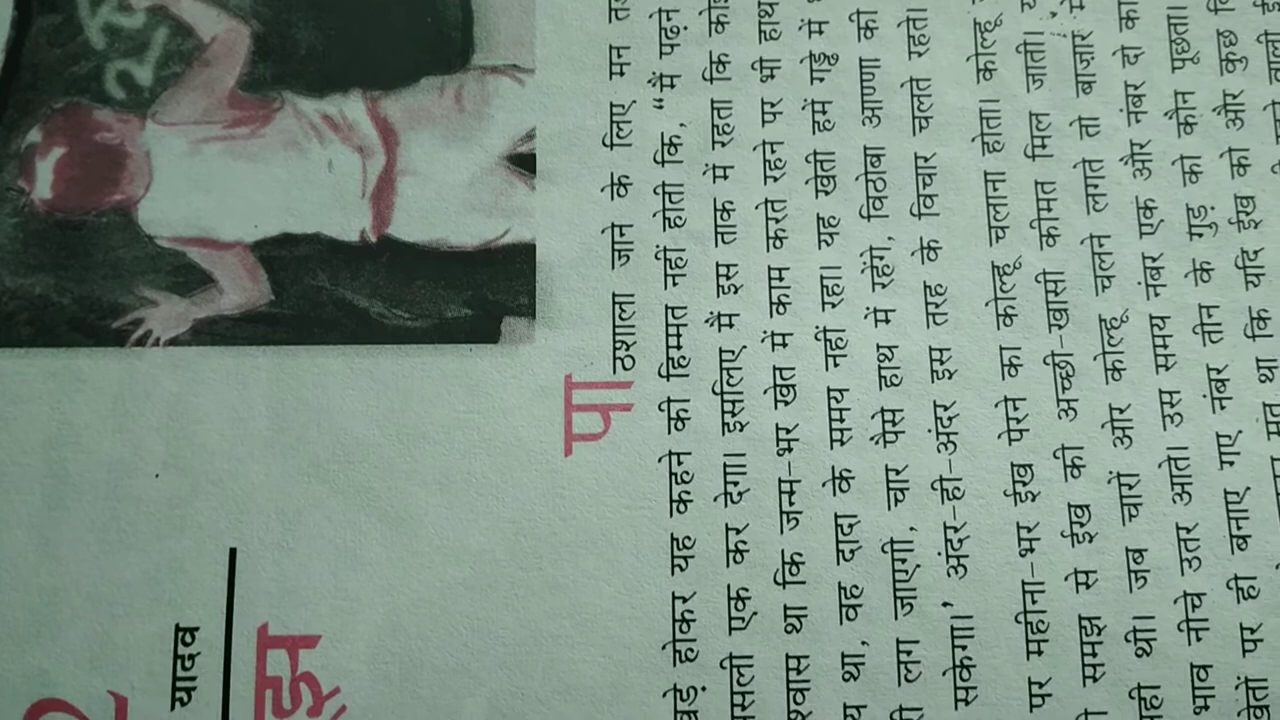 2
यादव
जूझ
पाठशाला जाने के लिए मन
होकर यह कहने की हिम्मत नहीं होती कि, “मैं पढ़ने
एक कर देगा। इसलिए मैं इस ताक में रहता कि
था कि जन्म-भर खेत में काम करते रहने पर भी हाथ
था, वह दादा के समय नहीं रहा। यह खेती हमें गड्ढे में
लग जाएगी, चार पैसे हाथ में रहेंगे, विठोबा आण्णा की
सकेगा।’ अंदर-ही-अंदर इस तरह के विचार चलते रहते।
पर महीना-भर ईख पेरने का कोल्हू चलाना होता। कोल्हू
समझ से ईख की अच्छी-खासी कीमत मिल जाती।
थी। जब चारों ओर कोल्हू चलने लगते तो बाज़ार में
भाव नीचे उतर आते। उस समय नंबर एक और नंबर दो
पर ही बनाए गए नंबर तीन के गुड़ को कौन पूछता।
था कि यदि ईख को और कुछ